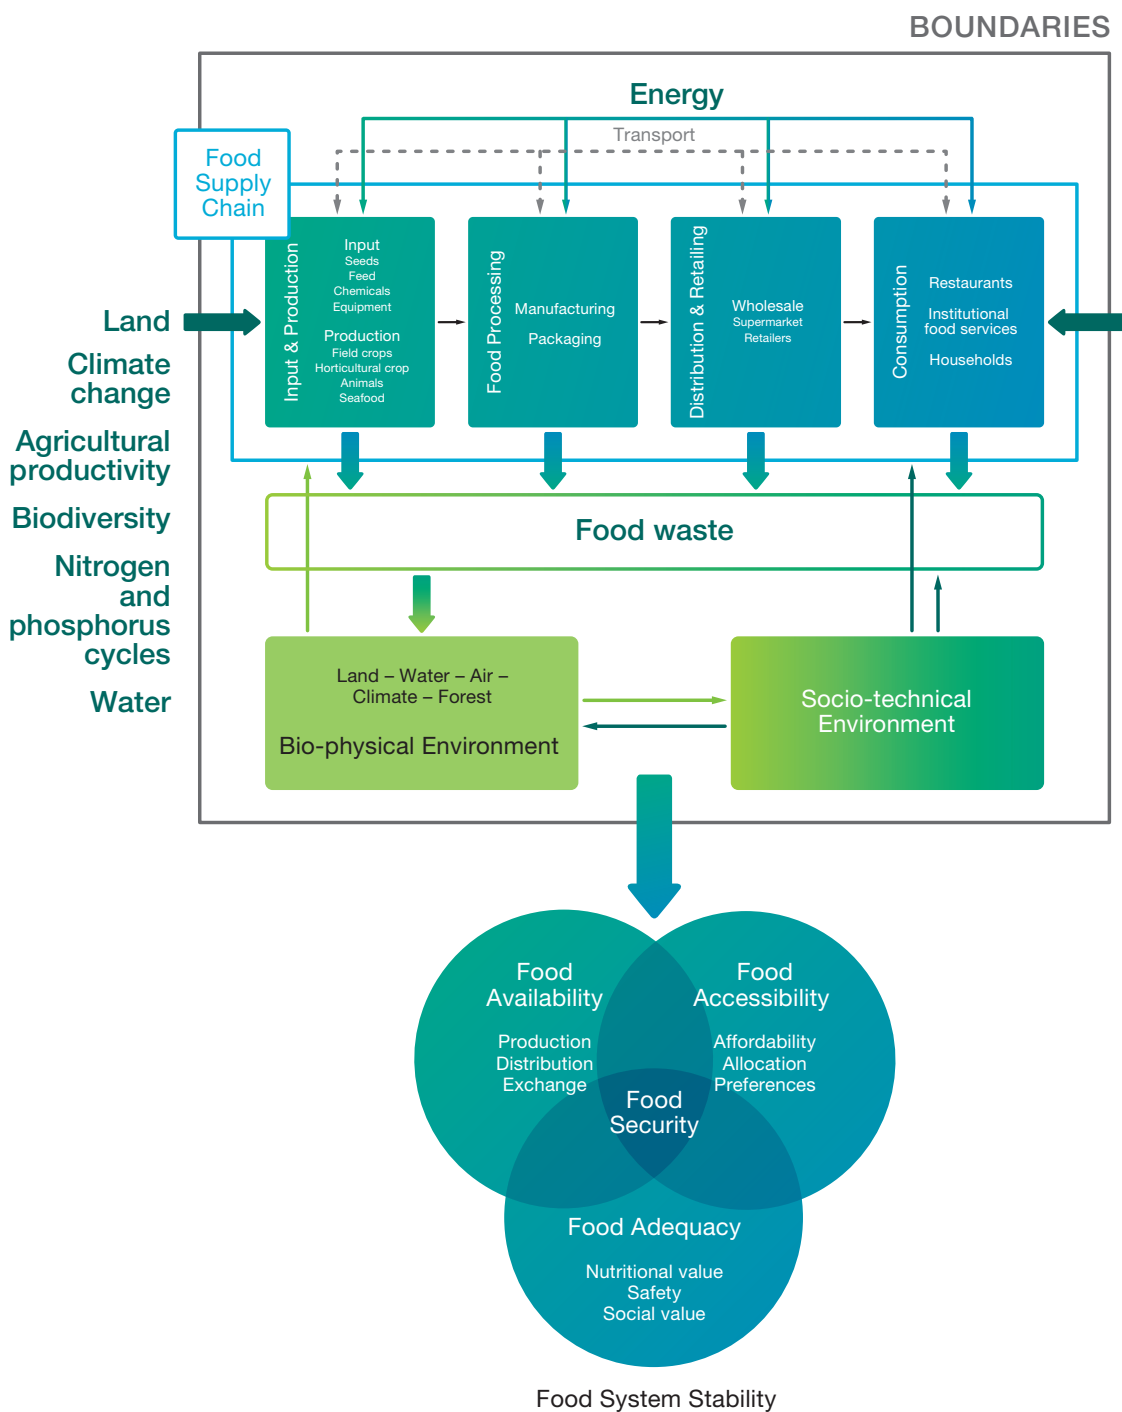 BOUNDARIES
Energy
Transport
Food
Supply
Chain
Input & Production
Input
Seeds
Feed
Chemicals
Equipment
Production
Field crops
Horticultural crop
Animals
Seafood
Food Processing
Manufacturing
Packaging
Distribution & Retailing
Wholesale
Supermarket
Retailers
Consumption
Restaurants
Institutional
food services
Households
Land
Climate
change
Agricultural
productivity
Biodiversity
Nitrogen
and
phosphorus
cycles
Water
Food waste
Land – Water – Air –
Climate – Forest
Bio-physical Environment
Socio-technical
Environment
Food
Availability
Production
Distribution
Exchange
Food
Accessibility
Affordability
Allocation
Preferences
Food
Security
Food Adequacy
Nutritional value
Safety
Social value
Food System Stability